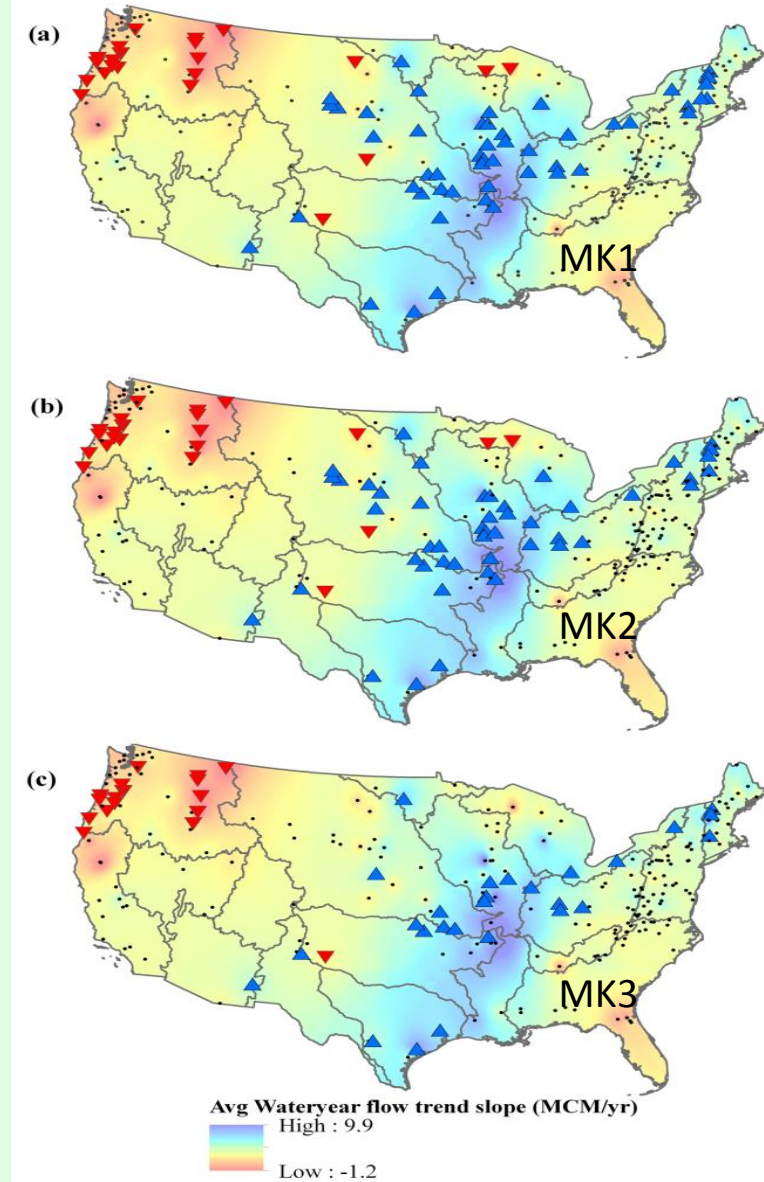 (a)
MK1
(b)
MK2
(c)
MK3
Avg Wateryear flow trend slope (MCM/yr)
High : 9.9
Low : -1.2